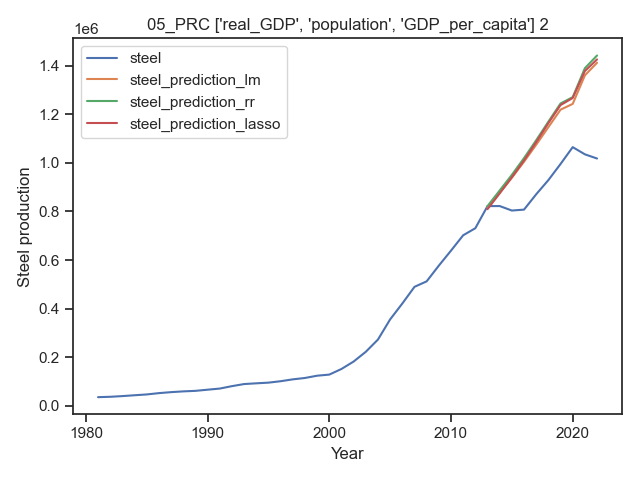 05_PRC ['real_GDP', 'population', 'GDP_per_capita'] 2
1e6
steel
steel_prediction_lm
steel_prediction_rr
steel_prediction_lasso
Steel production
1.4
1.2
1.0
0.8
0.6
0.4
0.2
0.0
1980 1990 2000 2010 2020
Year